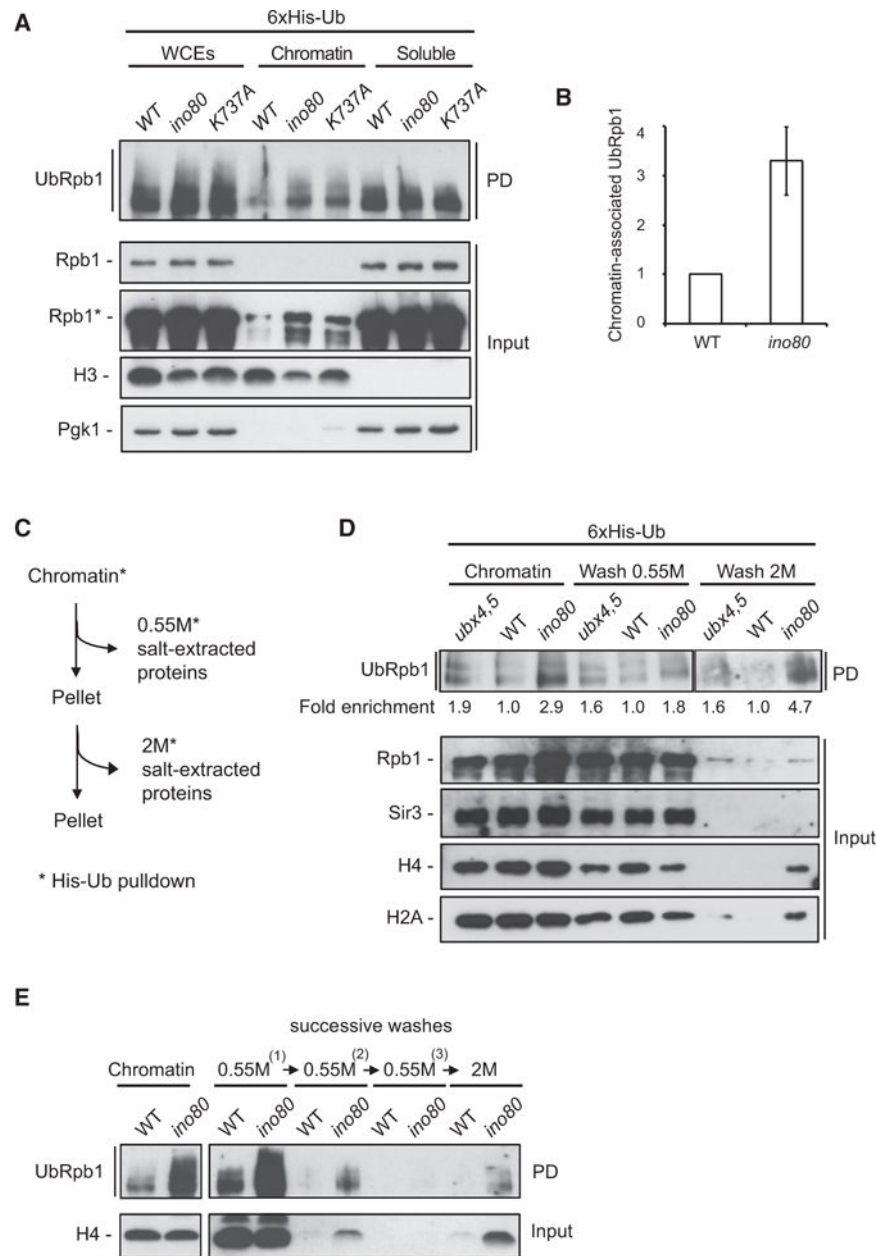 A
6xHis-Ub
WCEs Chromatin Soluble
WT ino80 K737A WT ino80 K737A WT ino80 K737A
UbRpb1
PD
Rpb1 -
Rpb1* -
H3 -
Pgk1 -
Input
B
Chromatin-associated UbRpb1
4
3
2
1
0
WT ino80
C
Chromatin*
0.55M*
salt-extracted
proteins
Pellet
2M*
salt-extracted
proteins
Pellet
* His-Ub pulldown
D
6xHis-Ub
Chromatin Wash 0.55M Wash 2M
ubx4,5 WT ino80 ubx4,5 WT ino80 ubx4,5 WT ino80
UbRpb1
PD
Fold enrichment 1.9 1.0 2.9 1.6 1.0 1.8 1.6 1.0 4.7
Rpb1 -
Sir3 -
H4 -
H2A -
Input
E
successive washes
Chromatin 0.55M(1) 0.55M(2) 0.55M(3) 2M
WT ino80 WT ino80 WT ino80 WT ino80 WT ino80
UbRpb1
PD
H4 -
Input